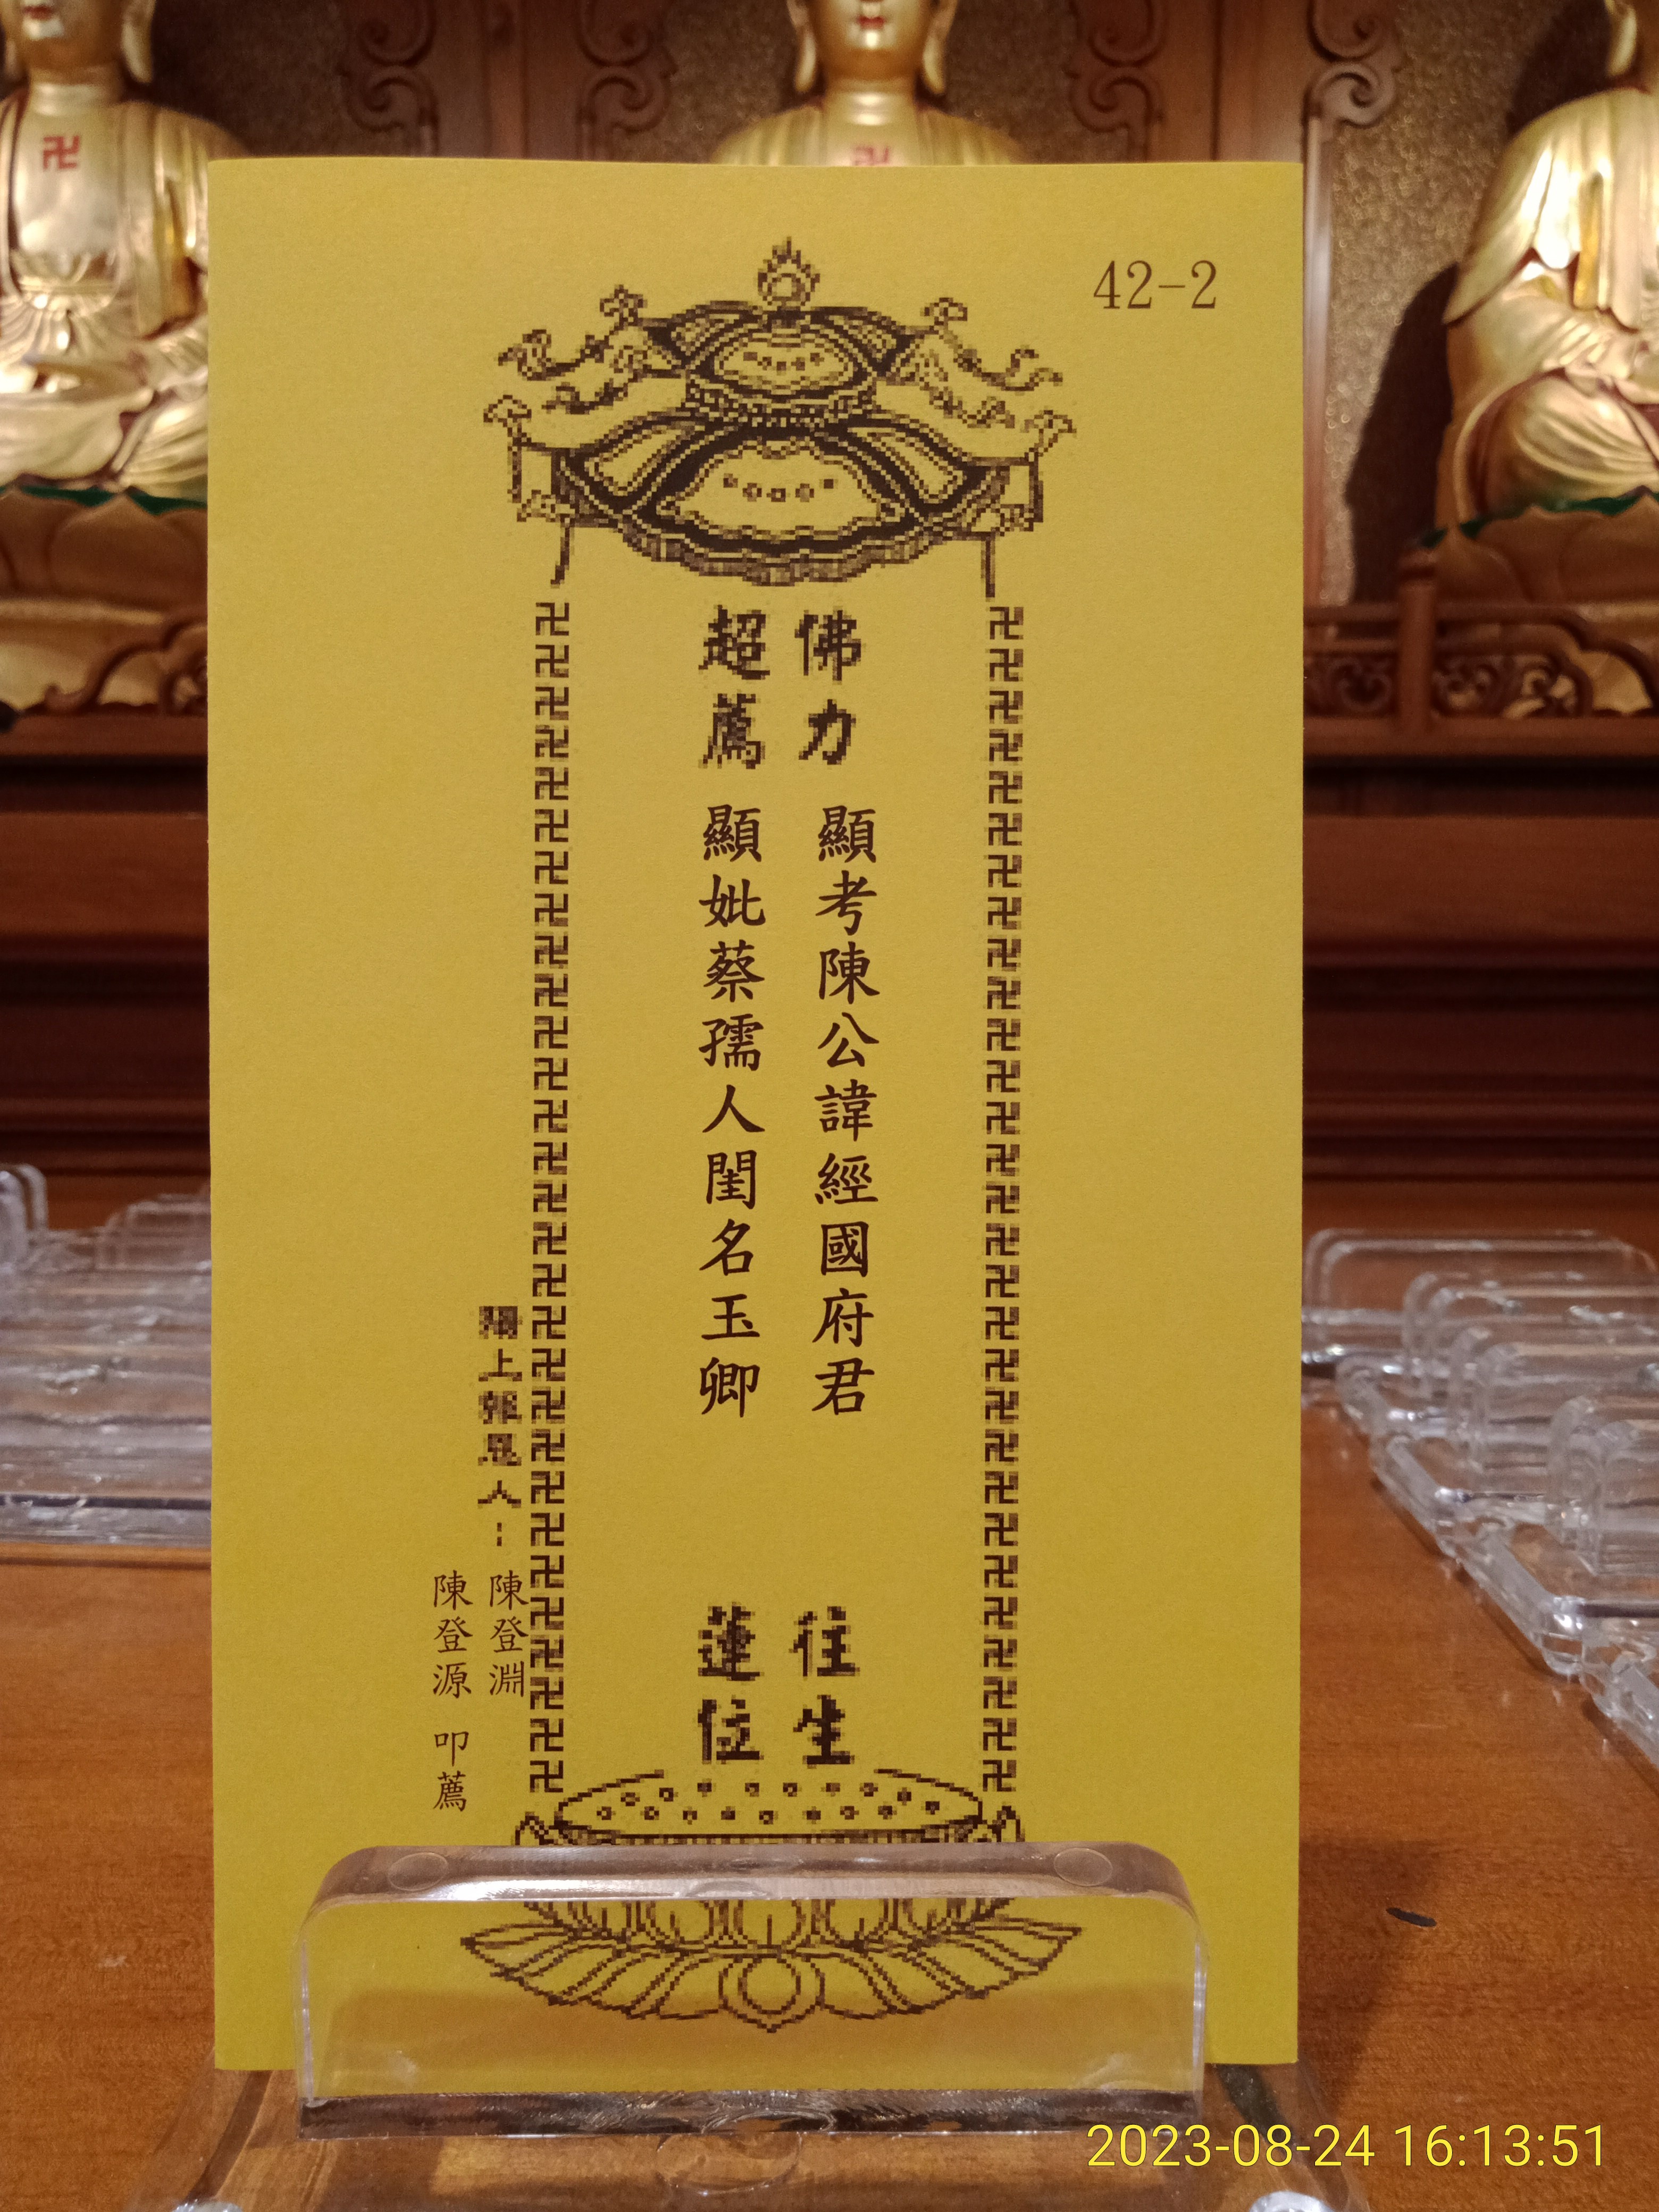 42-2
佛力
超薦
顯考陳公諱經國府君
顯妣蔡孺人閨名玉卿
往生
蓮位
陽上報恩人：
陳登淵
陳登源 叩薦
2023-08-24 16:13:51